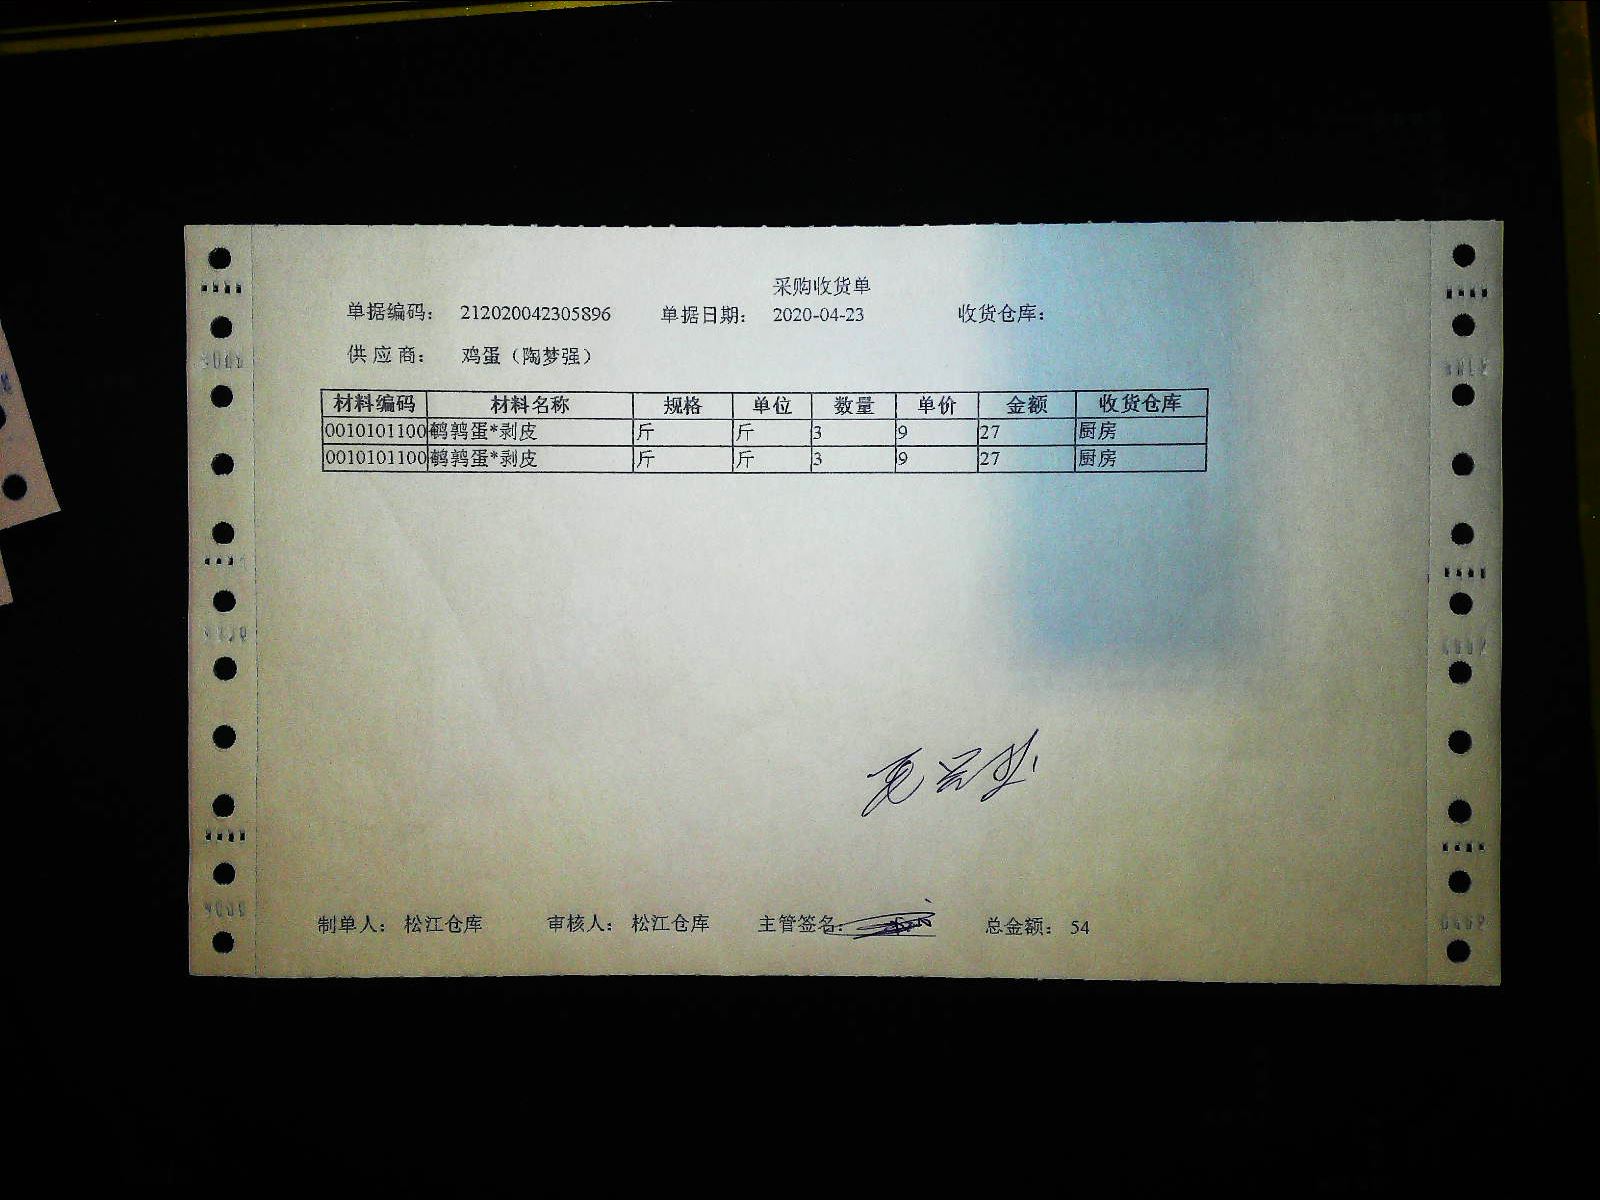 采购收货单
单据编码: 212020042305896 单据日期: 2020-04-23 收货仓库:
供应商: 鸡蛋（陶梦强）
材料编码 材料名称 规格 单位 数量 单价 金额 收货仓库
0010101100 鹌鹑蛋*剥皮 斤 斤 3 9 27 厨房
0010101100 鹌鹑蛋*剥皮 斤 斤 3 9 27 厨房
制单人: 松江仓库 审核人: 松江仓库 主管签名: 总金额: 54